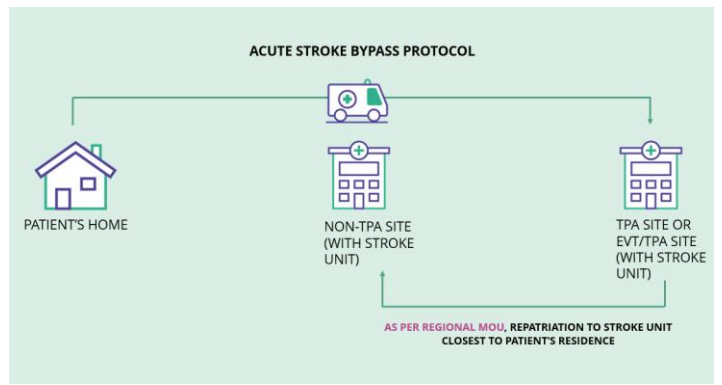 ACUTE STROKE BYPASS PROTOCOL
PATIENT'S HOME
NON-TPA SITE
(WITH STROKE
UNIT)
TPA SITE OR
EVT/TPA SITE
(WITH STROKE
UNIT)
AS PER REGIONAL MOU, REPATRIATION TO STROKE UNIT
CLOSEST TO PATIENT'S RESIDENCE